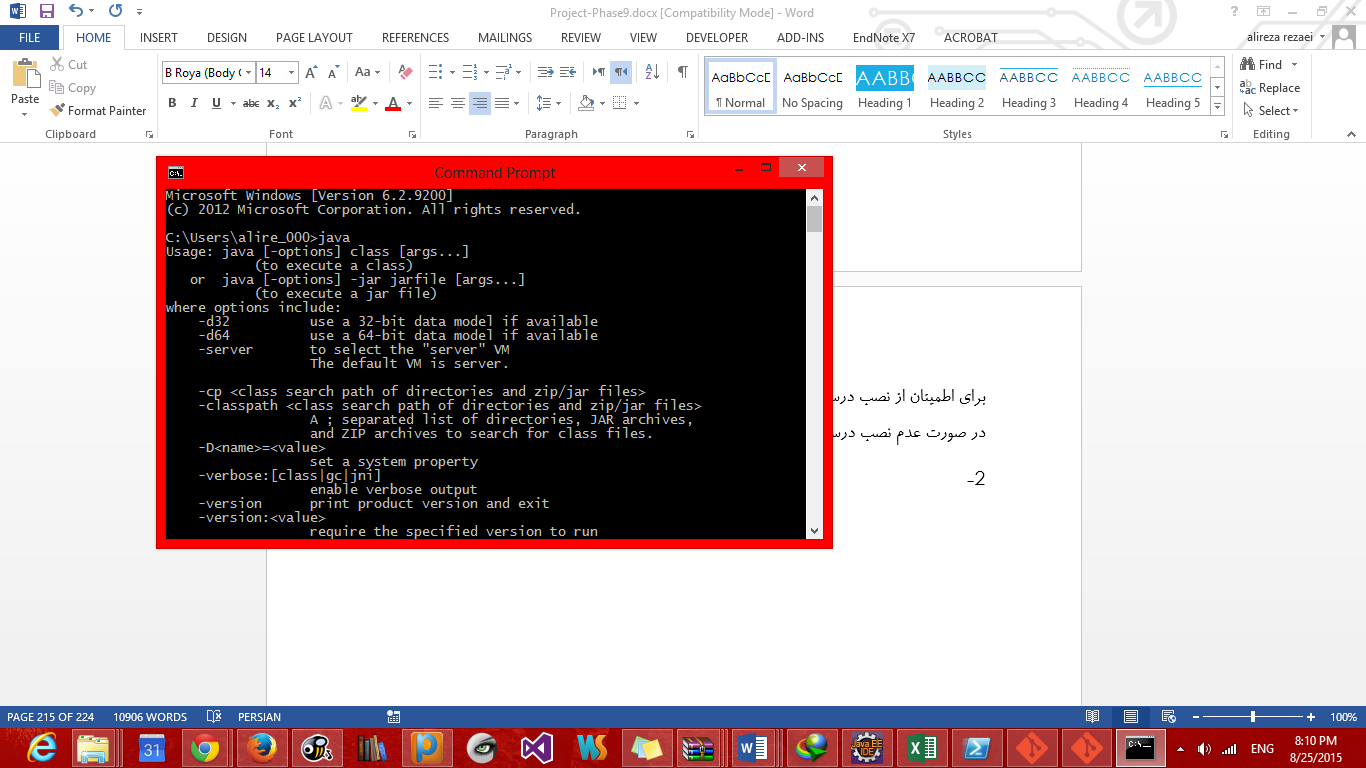 Project-Phase9.docx [Compatibility Mode] - Word
FILE HOME INSERT DESIGN PAGE LAYOUT REFERENCES MAILINGS REVIEW VIEW DEVELOPER ADD-INS EndNote X7 ACROBAT alireza rezaei
Paste
Cut
Copy
Format Painter
Clipboard
B Roya (Body C 14
Font
Paragraph
AaBbCcE AaBbCcE AABBC AABBCC AABBCC AABBCC AABBCC
¶ Normal No Spacing Heading 1 Heading 2 Heading 3 Heading 4 Heading 5
Styles
Find
Replace
Select
Editing
Command Prompt
Microsoft Windows [Version 6.2.9200]
(c) 2012 Microsoft Corporation. All rights reserved.
C:\Users\alire_000>java
Usage: java [-options] class [args...]
(to execute a class)
or java [-options] -jar jarfile [args...]
(to execute a jar file)
where options include:
-d32 use a 32-bit data model if available
-d64 use a 64-bit data model if available
-server to select the "server" VM
The default VM is server.
-cp <class search path of directories and zip/jar files>
-classpath <class search path of directories and zip/jar files>
A ; separated list of directories, JAR archives,
and ZIP archives to search for class files.
-D<name>=<value>
set a system property
-verbose:[class|gc|jni]
enable verbose output
-version print product version and exit
-version:<value>
require the specified version to run
برای اطمینان از نصب
در صورت عدم نصب
2-
PAGE 215 OF 224 10906 WORDS PERSIAN 100%
31
Java EE
IDE
ENG
8:10 PM
8/25/2015